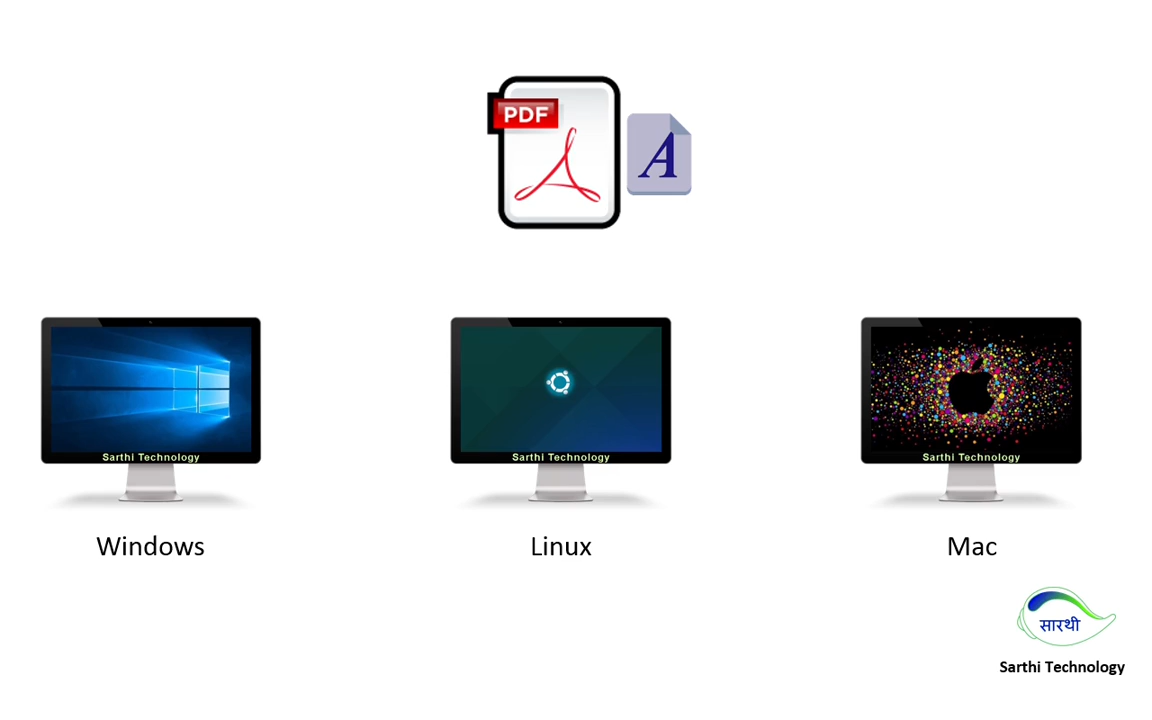 PDF
A
Sarthi Technology
Sarthi Technology
Sarthi Technology
Windows
Linux
Mac
सारथी
Sarthi Technology